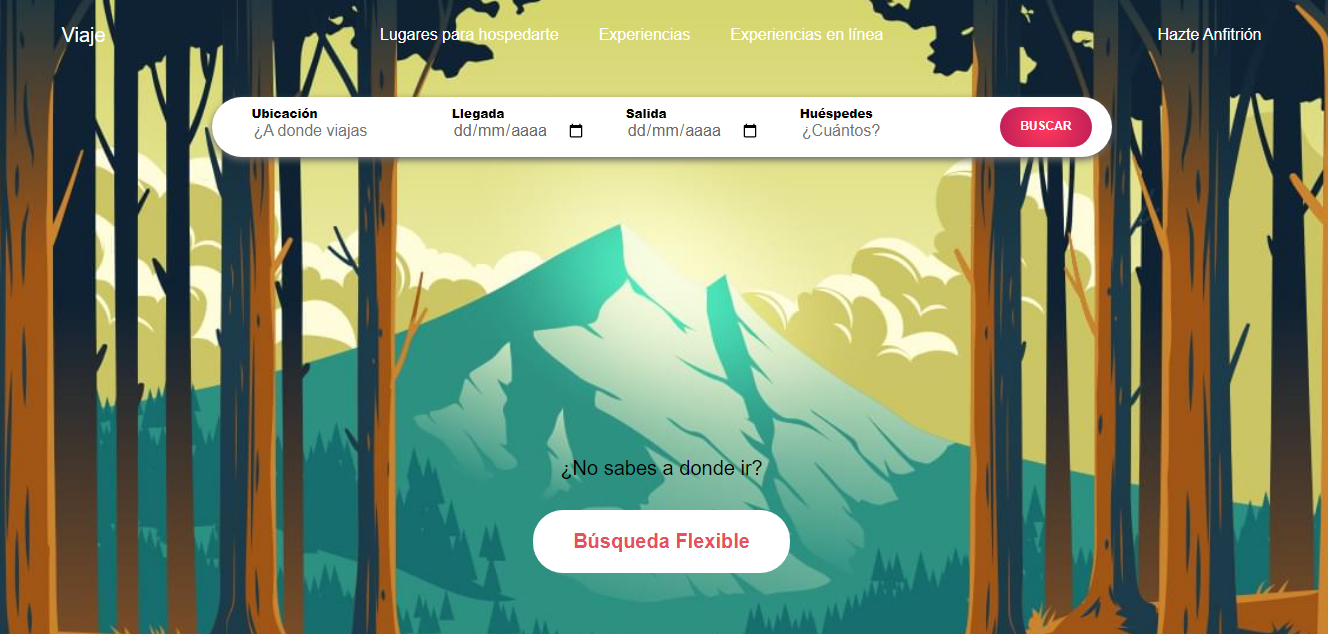 Viaje
Lugares para hospedarte
Experiencias
Experiencias en línea
Hazte Anfitrión
Ubicación
¿A donde viajas
Llegada
dd/mm/aaaa
Salida
dd/mm/aaaa
Huéspedes
¿Cuántos?
BUSCAR
¿No sabes a donde ir?
Búsqueda Flexible